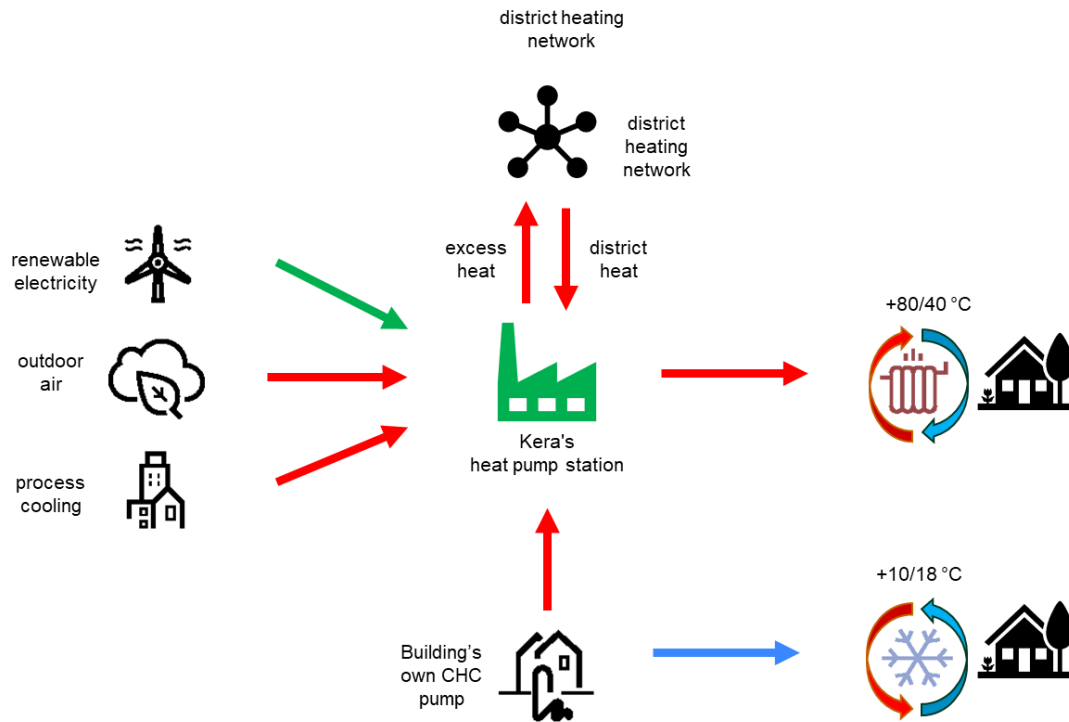 district heating
network
district
heating
network
excess
heat
district
heat
renewable
electricity
outdoor
air
process
cooling
Kera's
heat pump station
+80/40 °C
+10/18 °C
Building’s
own CHC
pump